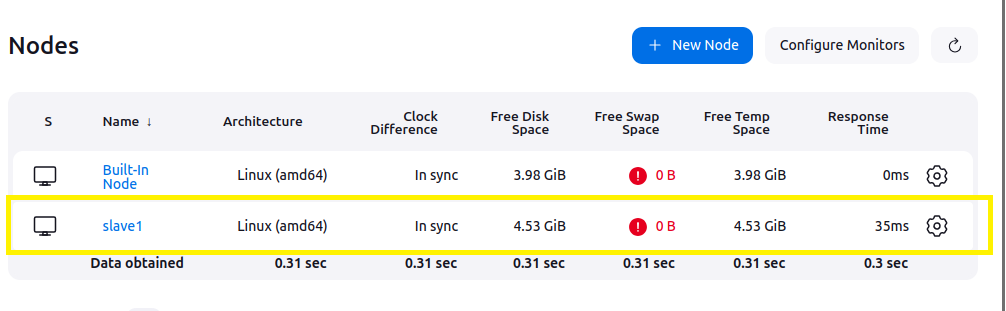 Nodes
+ New Node
Configure Monitors
S
Name ↓
Architecture
Clock
Difference
Free Disk
Space
Free Swap
Space
Free Temp
Space
Response
Time
Built-In
Node
Linux (amd64)
In sync
3.98 GiB
! 0 B
3.98 GiB
0ms
slave1
Linux (amd64)
In sync
4.53 GiB
! 0 B
4.53 GiB
35ms
Data obtained
0.31 sec
0.31 sec
0.31 sec
0.31 sec
0.31 sec
0.3 sec